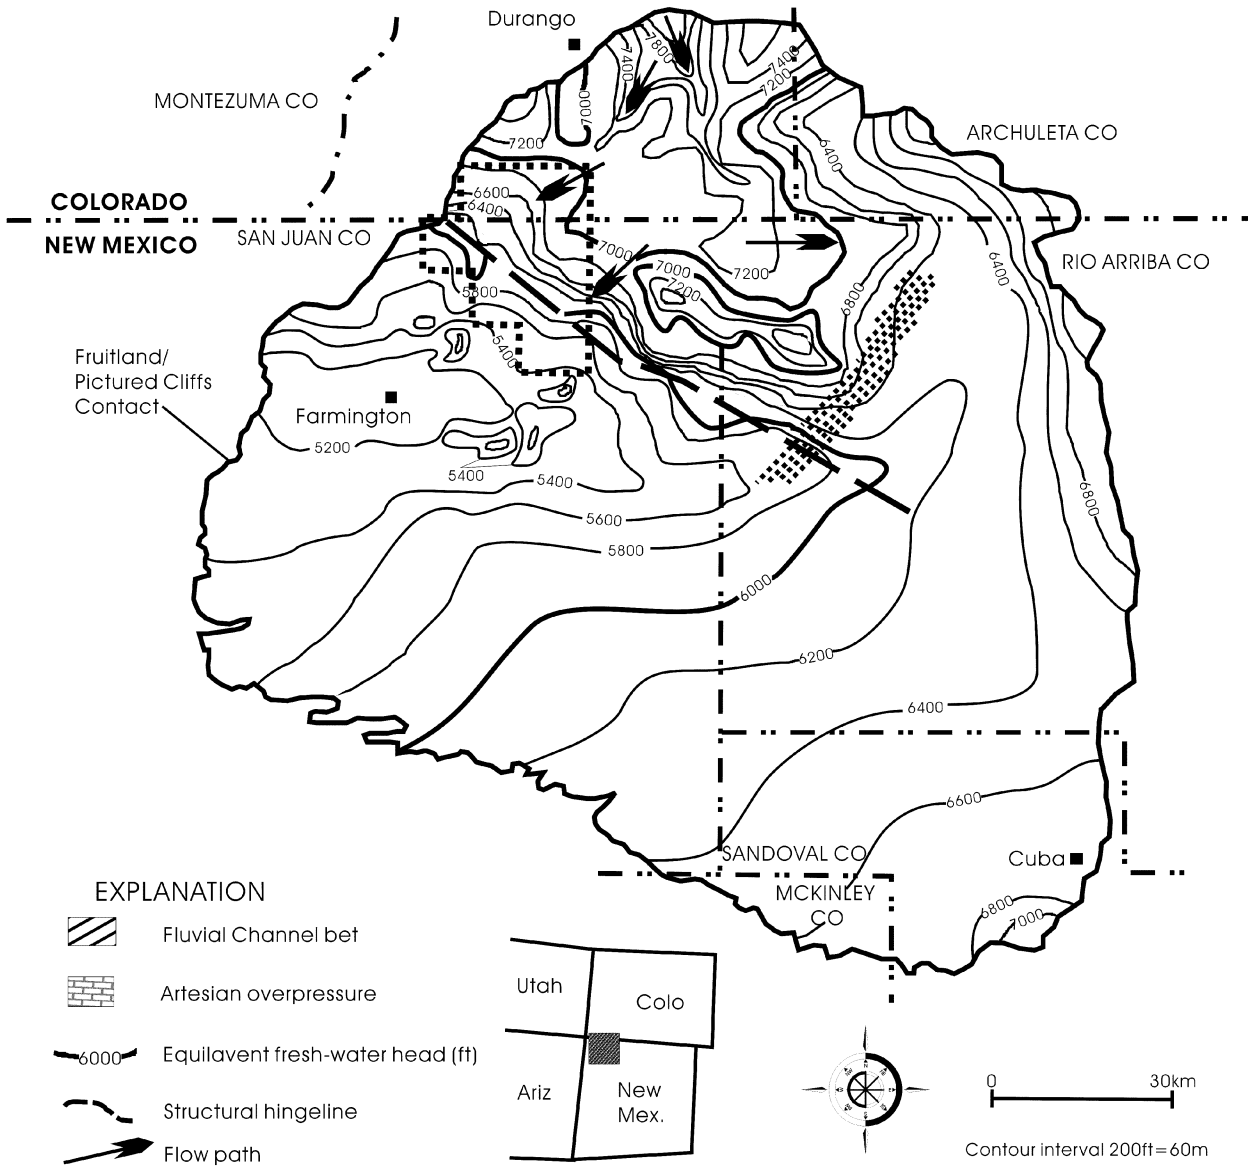 Durango
MONTEZUMA CO
ARCHULETA CO
COLORADO
NEW MEXICO
SAN JUAN CO
RIO ARRIBA CO
7400
7800
7400
7200
7000
7200
6400
6600
6400
7000
7000
7200
7200
6400
6800
5800
5400
Fruitland/
Pictured Cliffs
Contact
Farmington
5200
5400
5400
5600
5800
6800
6000
6200
6400
6600
SANDOVAL CO
Cuba
MCKINLEY
CO
6800
7000
EXPLANATION
Fluvial Channel bet
Artesian overpressure
6000
Equilavent fresh-water head (ft)
Structural hingeline
Flow path
Utah
Colo
Ariz
New
Mex.
0
30km
Contour interval 200ft=60m